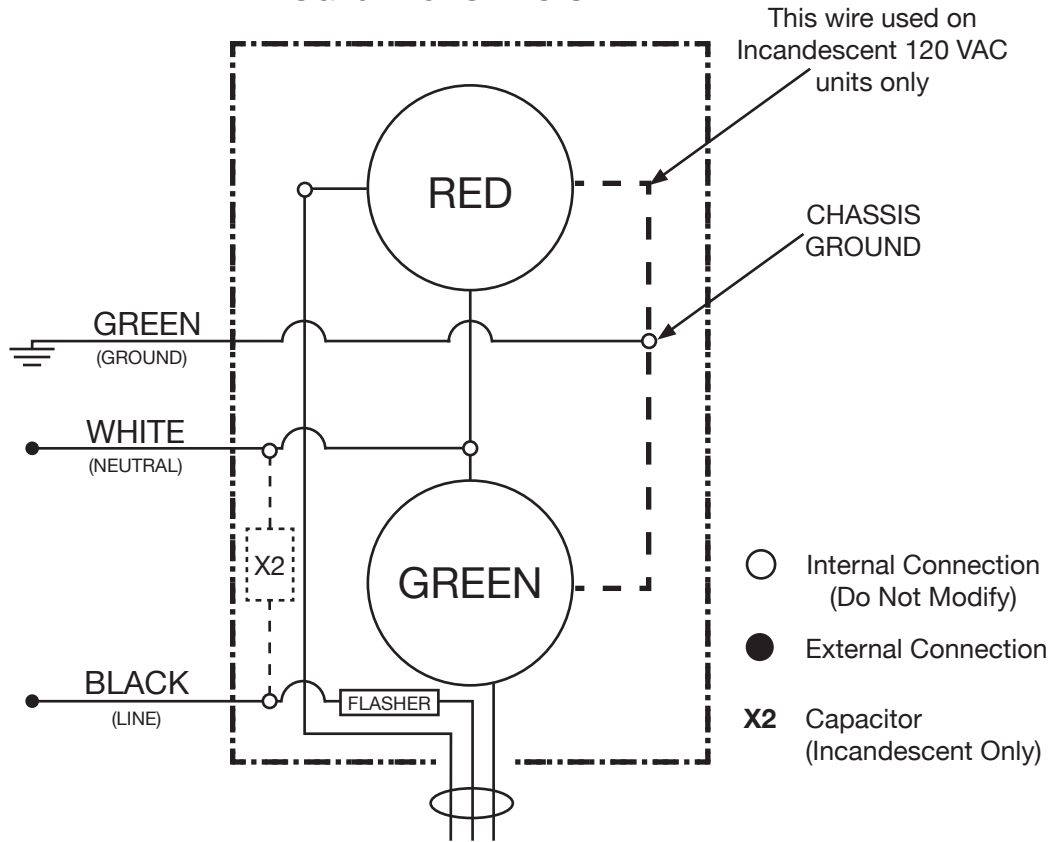 This wire used on
Incandescent 120 VAC
units only
RED
CHASSIS
GROUND
GREEN
(GROUND)
WHITE
(NEUTRAL)
X2
GREEN
BLACK
(LINE)
FLASHER
Internal Connection
(Do Not Modify)
External Connection
X2 Capacitor
(Incandescent Only)